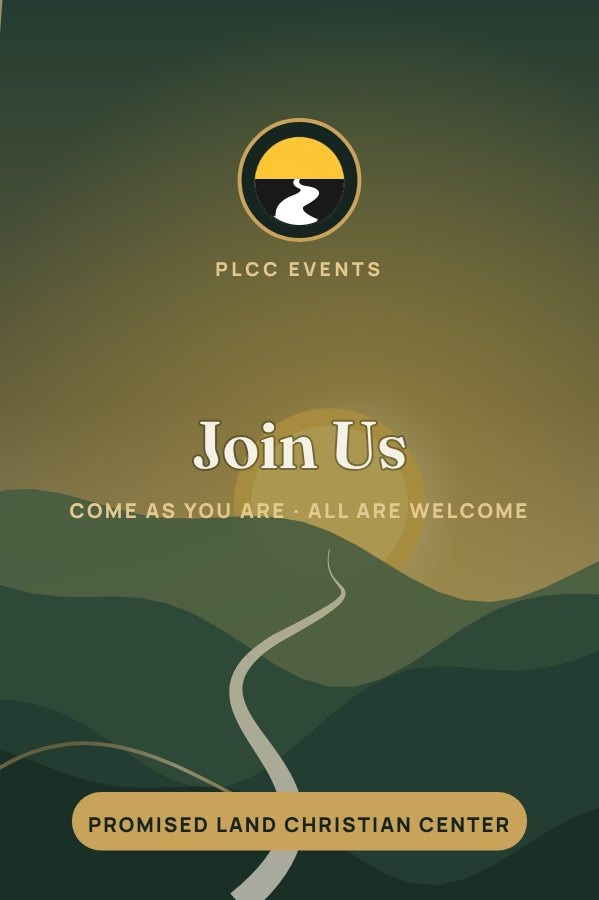 PLCC EVENTS
Join Us
COME AS YOU ARE · ALL ARE WELCOME
PROMISED LAND CHRISTIAN CENTER